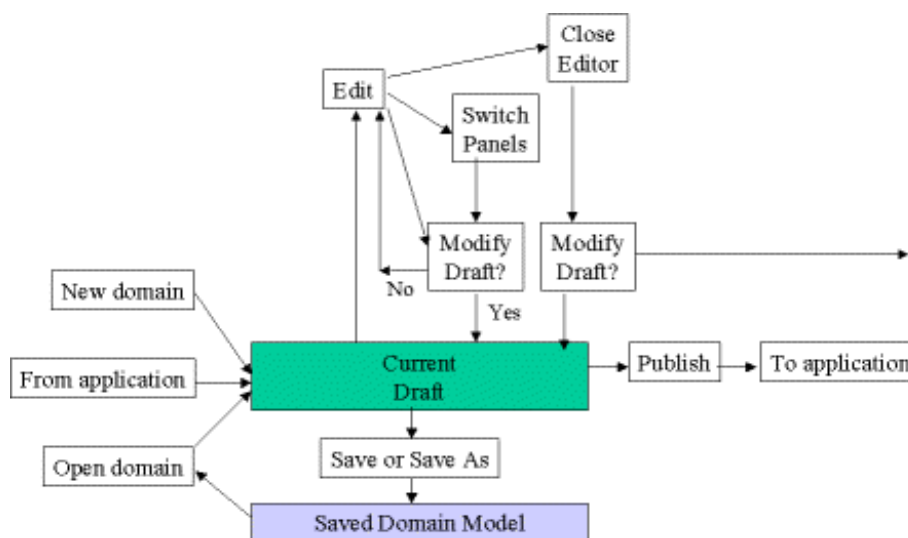 Close
Editor
Edit
Switch
Panels
Modify
Draft?
Modify
Draft?
No
Yes
New domain
From application
Open domain
Current
Draft
Publish
To application
Save or Save As
Saved Domain Model